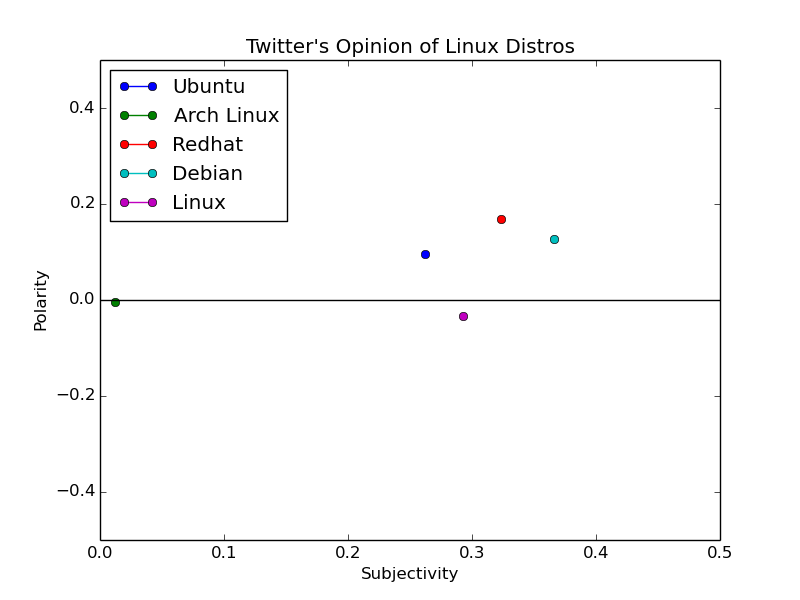 Twitter's Opinion of Linux Distros
Ubuntu
Arch Linux
Redhat
Debian
Linux
0.4
0.2
0.0
−0.2
−0.4
Polarity
0.0 0.1 0.2 0.3 0.4 0.5
Subjectivity